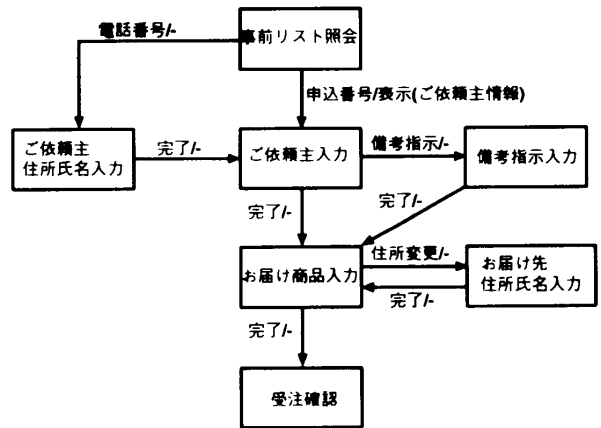 電話番号/-
事前リスト照会
申込番号/表示(ご依頼主情報)
ご依頼主
住所氏名入力
完了/-
ご依頼主入力
備考指示/-
備考指示入力
完了/-
完了/-
お届け商品入力
住所変更/-
お届け先
住所氏名入力
完了/-
完了/-
受注確認